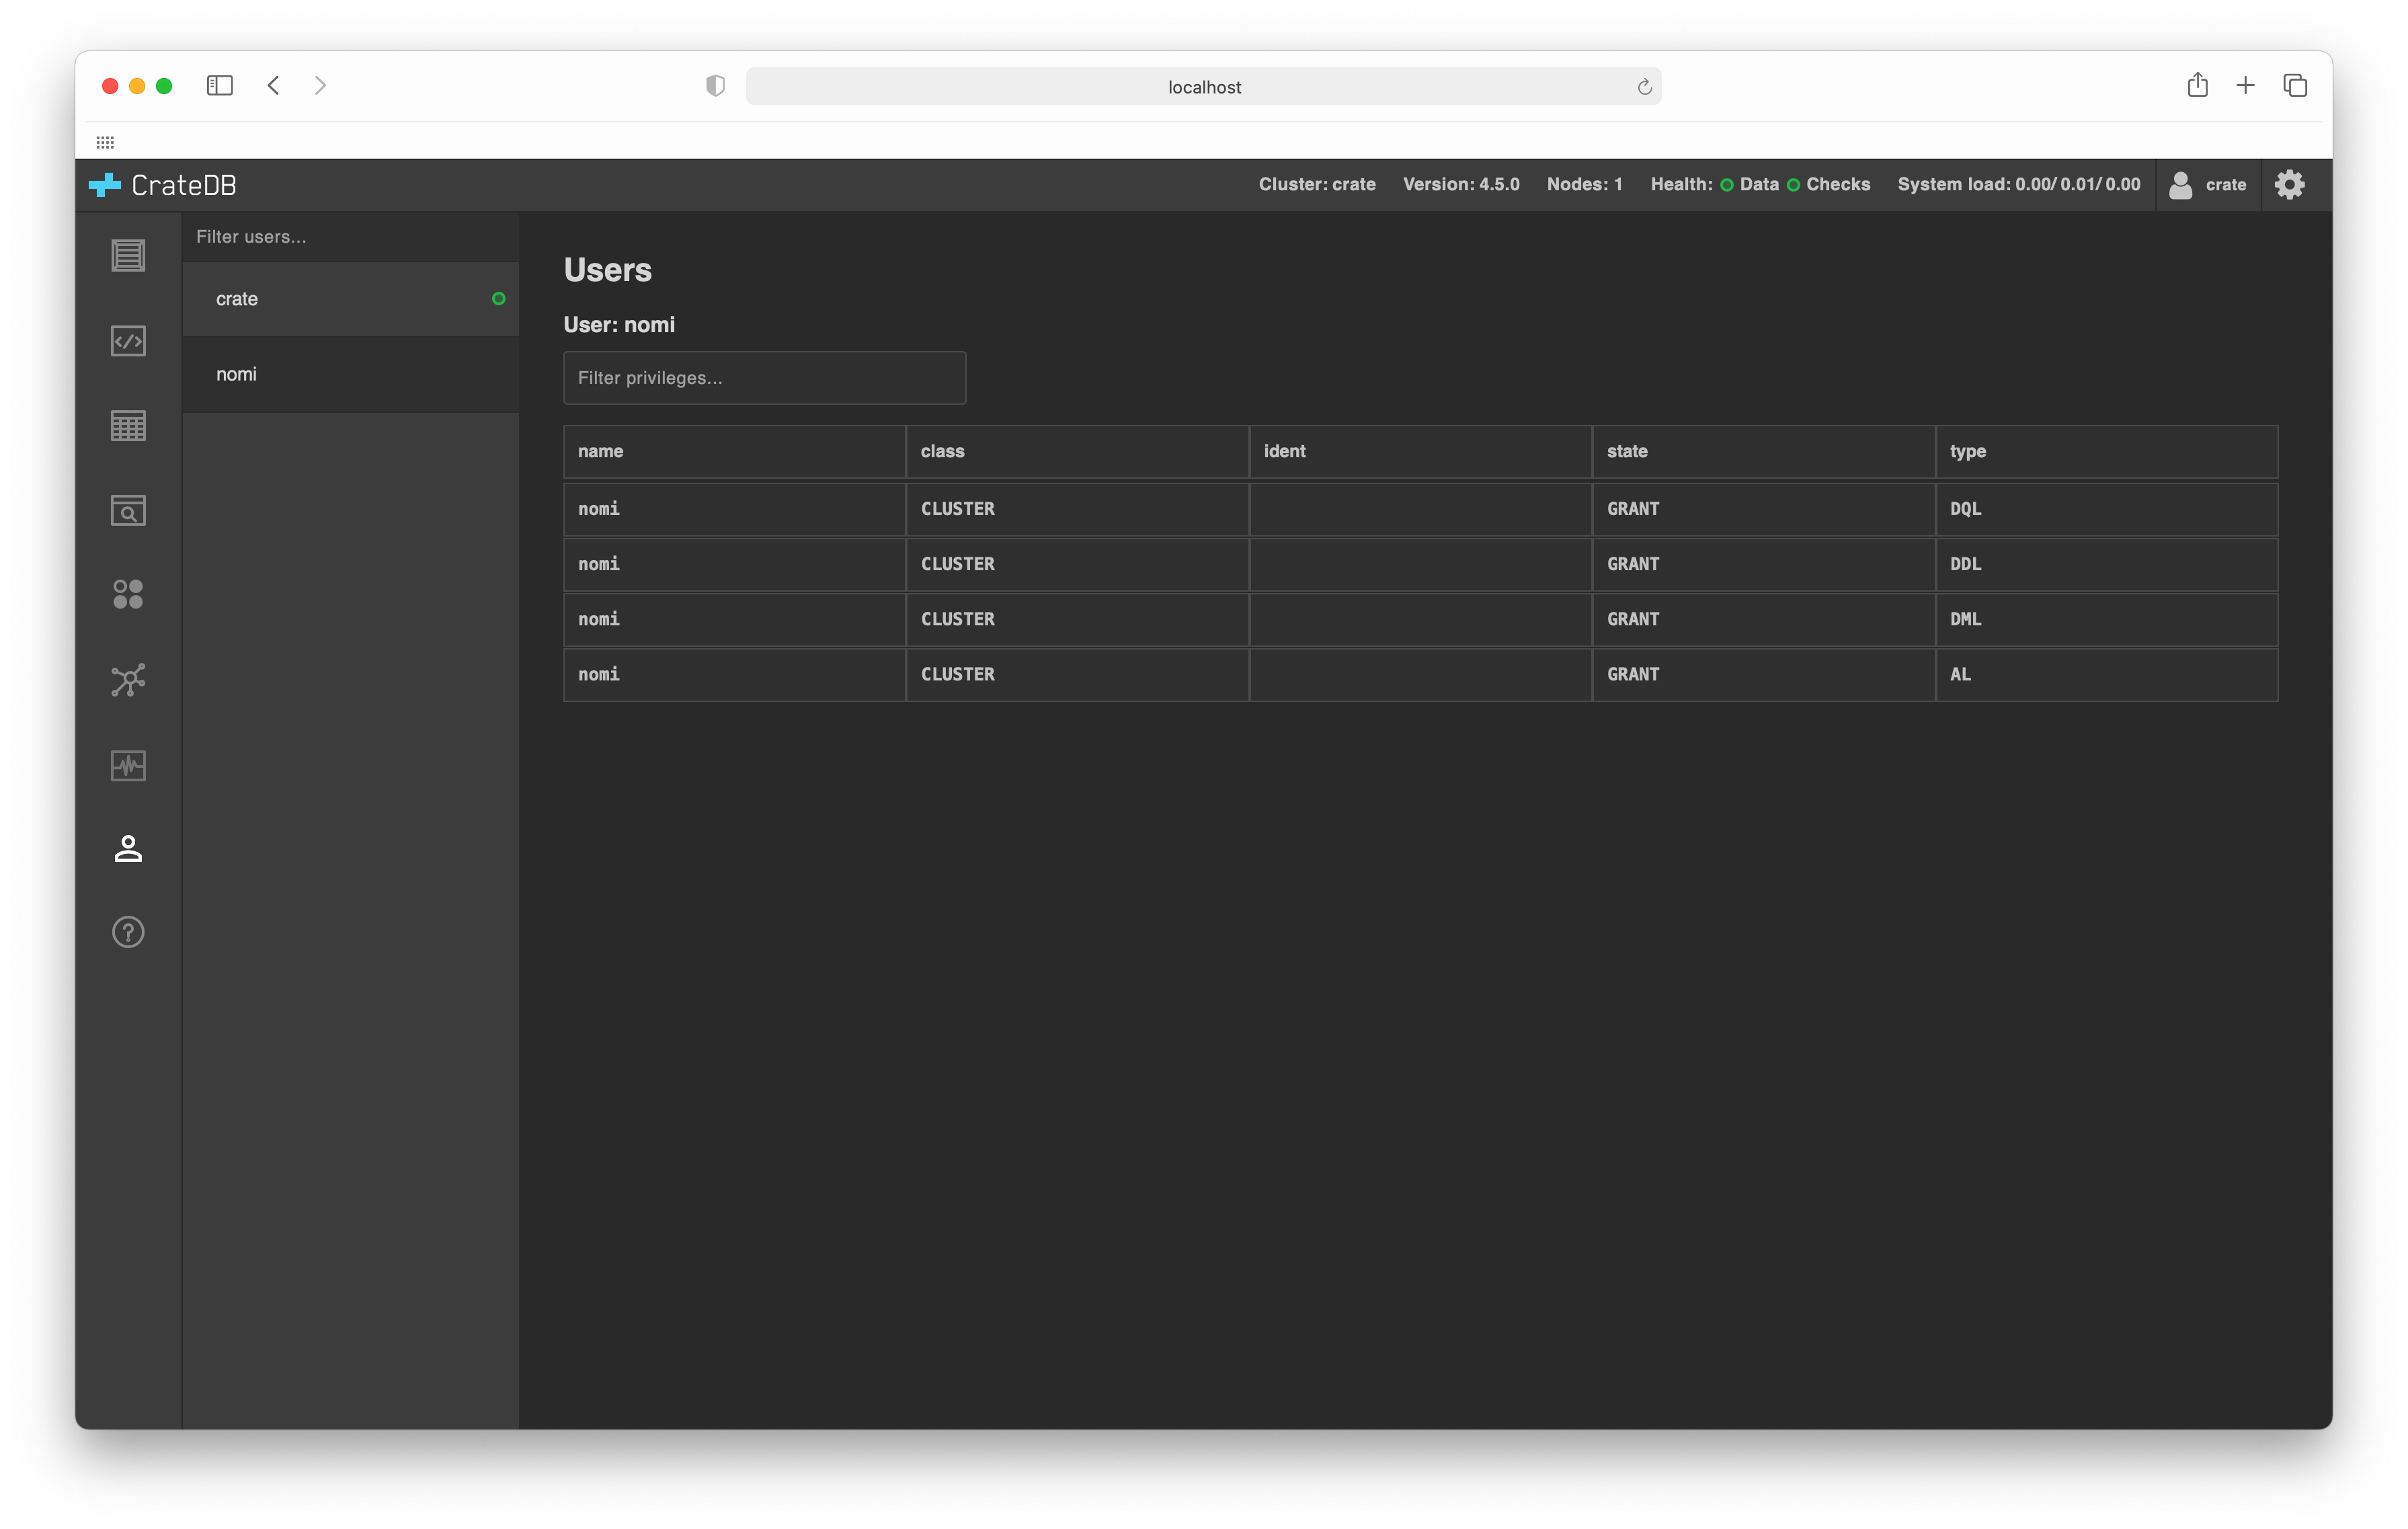 localhost
CrateDB
Cluster: crate Version: 4.5.0 Nodes: 1 Health: Data Checks System load: 0.00/ 0.01/ 0.00 crate
Filter users...
crate
nomi
Users
User: nomi
Filter privileges...
name class ident state type
nomi CLUSTER GRANT DQL
nomi CLUSTER GRANT DDL
nomi CLUSTER GRANT DML
nomi CLUSTER GRANT AL